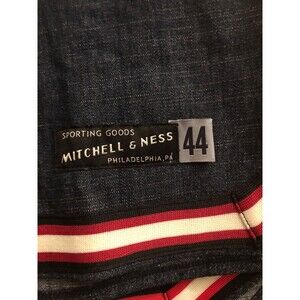 SPORTING GOODS
MITCHELL & NESS
PHILADELPHIA, PA
44